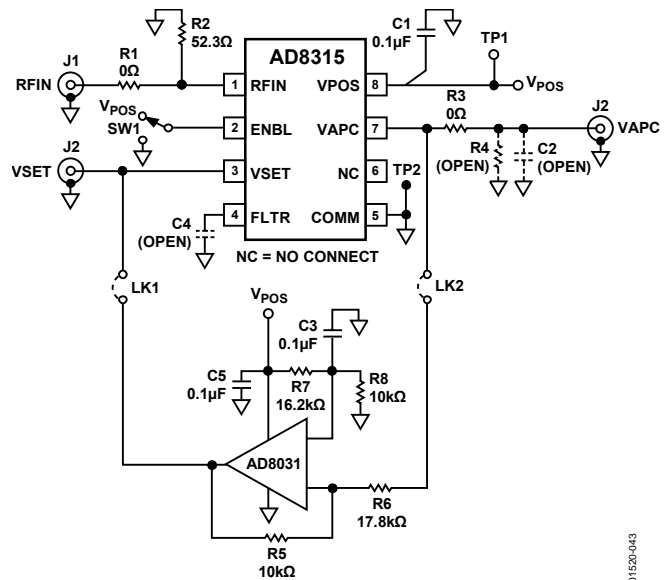 R2
52.3Ω
C1
0.1µF
TP1
J1
R1
0Ω
AD8315
RFIN
1 RFIN
VPOS 8
VPOS
R3
0Ω
J2
VPOS
SW1
2 ENBL
VAPC 7
VAPC
J2
R4
(OPEN)
C2
(OPEN)
VSET
3 VSET
NC 6
TP2
C4
(OPEN)
4 FLTR
COMM 5
NC = NO CONNECT
LK1
LK2
VPOS
C3
0.1µF
C5
0.1µF
R7
16.2kΩ
R8
10kΩ
AD8031
R6
17.8kΩ
R5
10kΩ
01520-043